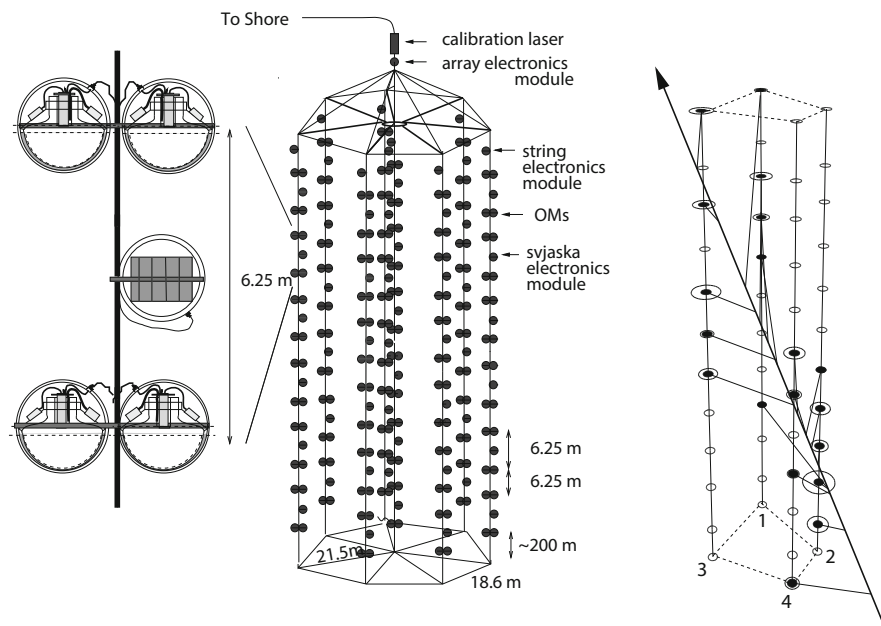 To Shore
calibration laser
array electronics
module
string
electronics
module
OMs
svjaska
electronics
module
6.25 m
6.25 m
6.25 m
~200 m
21.5m
18.6 m
1
2
3
4